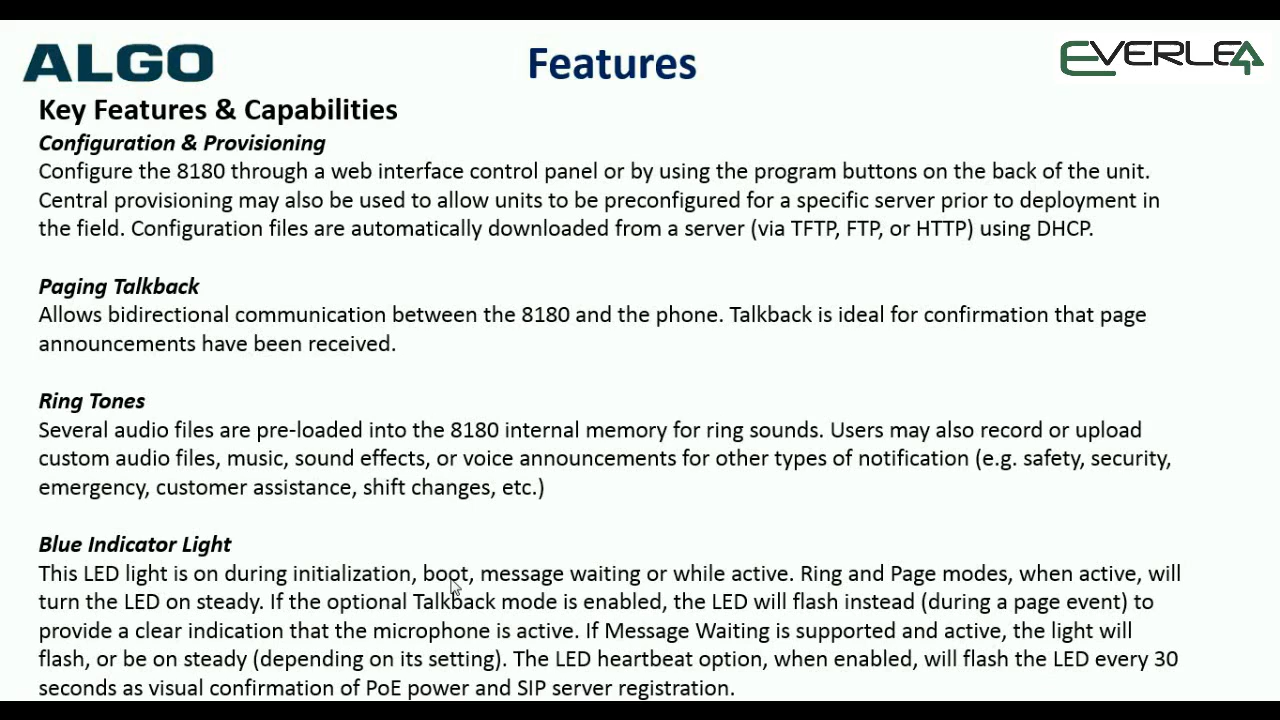 ALGO
Features
EVERLE4
Key Features & Capabilities
Configuration & Provisioning
Configure the 8180 through a web interface control panel or by using the program buttons on the back of the unit.
Central provisioning may also be used to allow units to be preconfigured for a specific server prior to deployment in
the field. Configuration files are automatically downloaded from a server (via TFTP, FTP, or HTTP) using DHCP.
Paging Talkback
Allows bidirectional communication between the 8180 and the phone. Talkback is ideal for confirmation that page
announcements have been received.
Ring Tones
Several audio files are pre-loaded into the 8180 internal memory for ring sounds. Users may also record or upload
custom audio files, music, sound effects, or voice announcements for other types of notification (e.g. safety, security,
emergency, customer assistance, shift changes, etc.)
Blue Indicator Light
This LED light is on during initialization, boot, message waiting or while active. Ring and Page modes, when active, will
turn the LED on steady. If the optional Talkback mode is enabled, the LED will flash instead (during a page event) to
provide a clear indication that the microphone is active. If Message Waiting is supported and active, the light will
flash, or be on steady (depending on its setting). The LED heartbeat option, when enabled, will flash the LED every 30
seconds as visual confirmation of PoE power and SIP server registration.